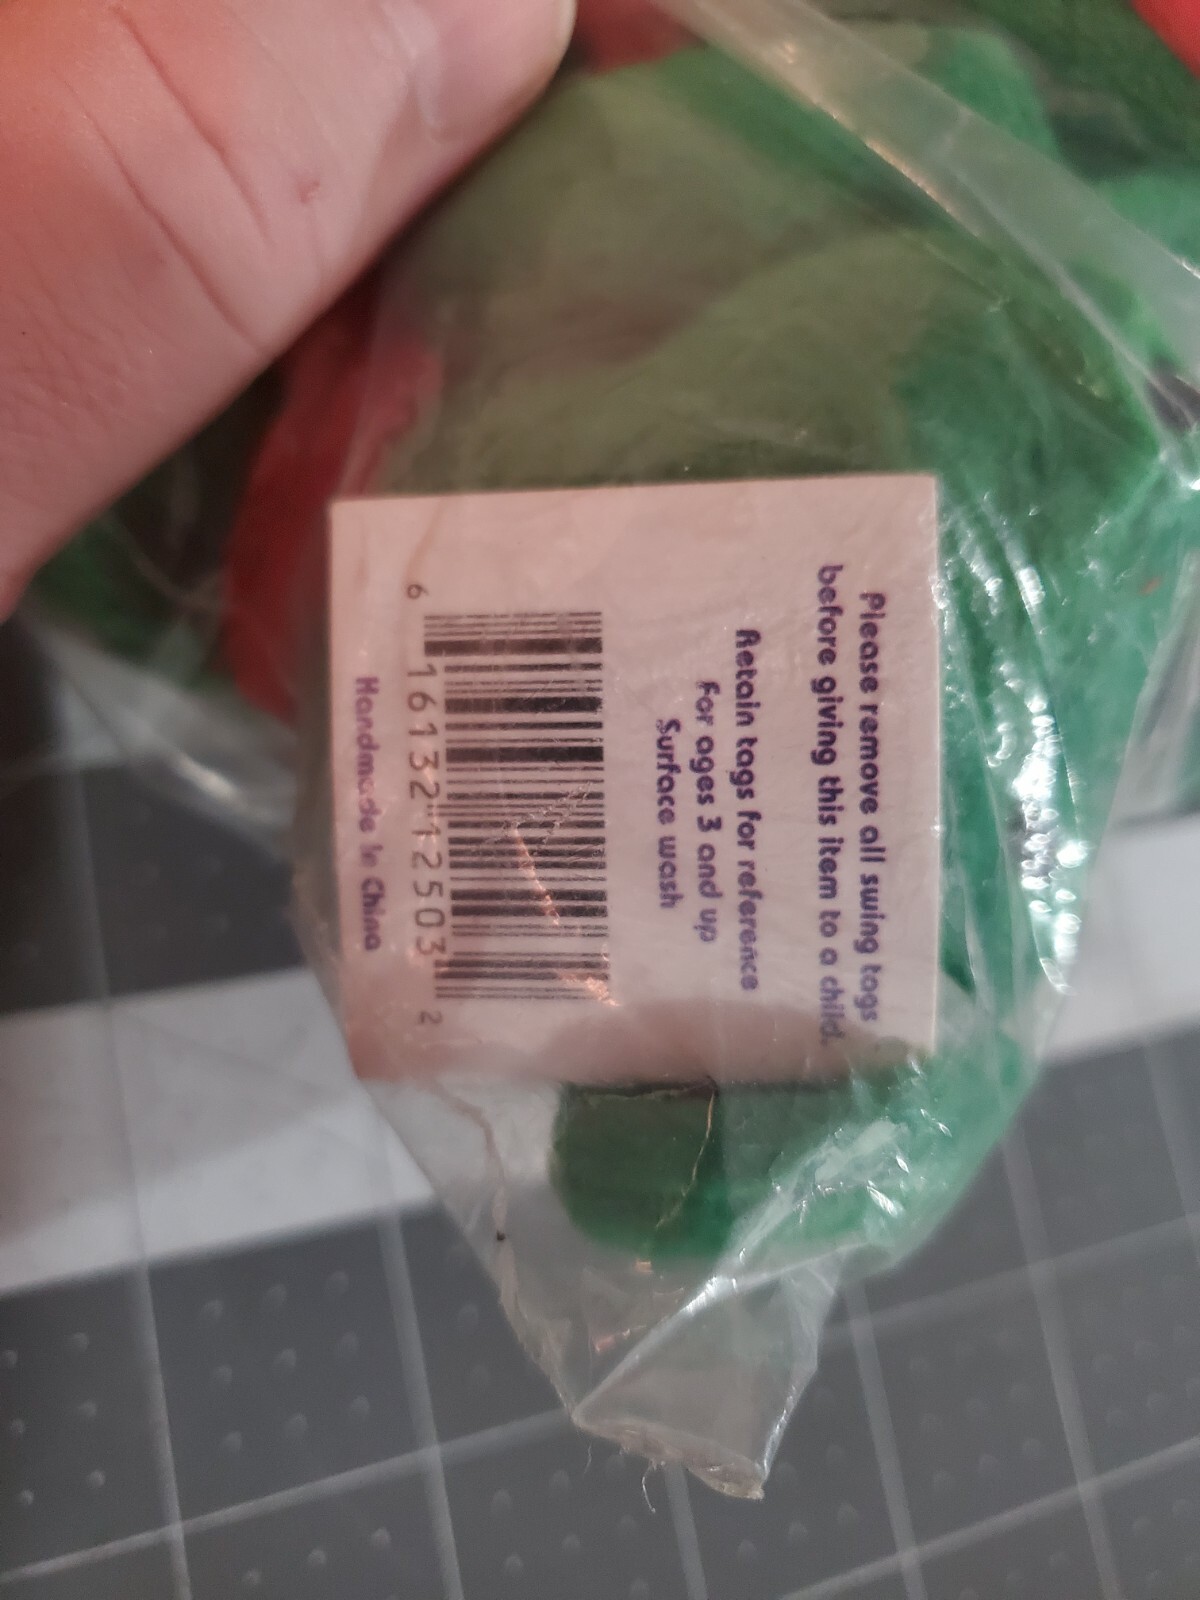 Please remove all swing tags
before giving this item to a child.
Retain tags for reference
For ages 3 and up
Surface wash
6 16132 12503 2
Handmade in China